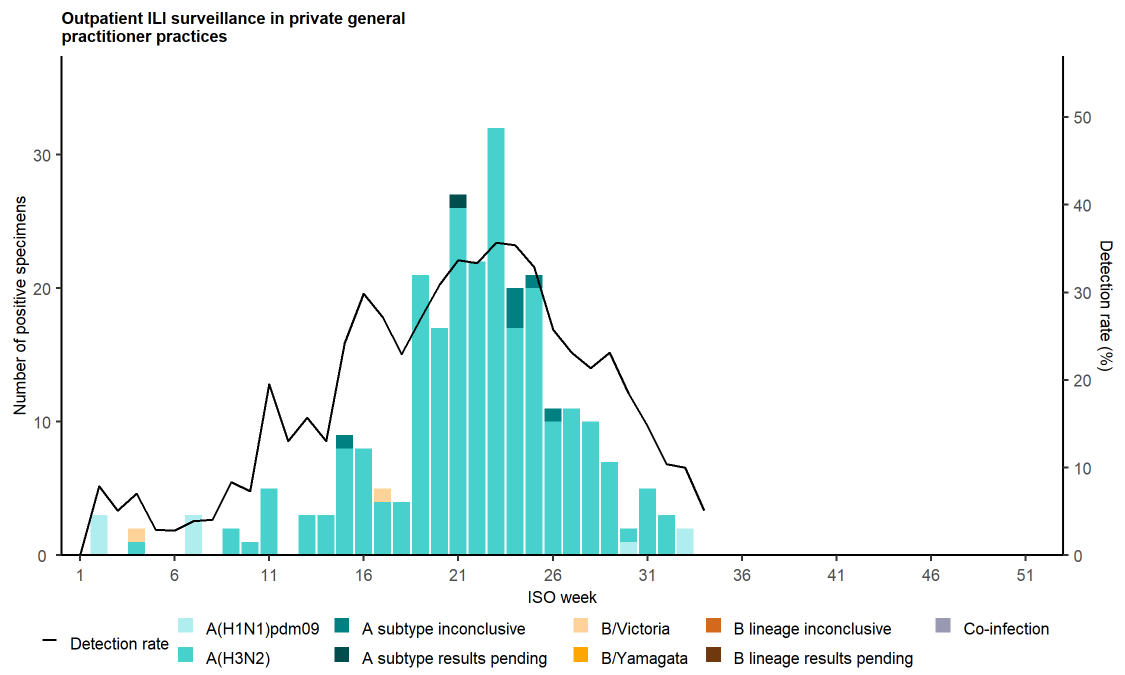 Outpatient ILI surveillance in private general
practitioner practices
Number of positive specimens
30
20
10
0
50
40
30
20
10
0
Detection rate (%)
1 6 11 16 21 26 31 36 41 46 51
ISO week
Detection rate
A(H1N1)pdm09 A subtype inconclusive B/Victoria B lineage inconclusive Co-infection
A(H3N2) A subtype results pending B/Yamagata B lineage results pending